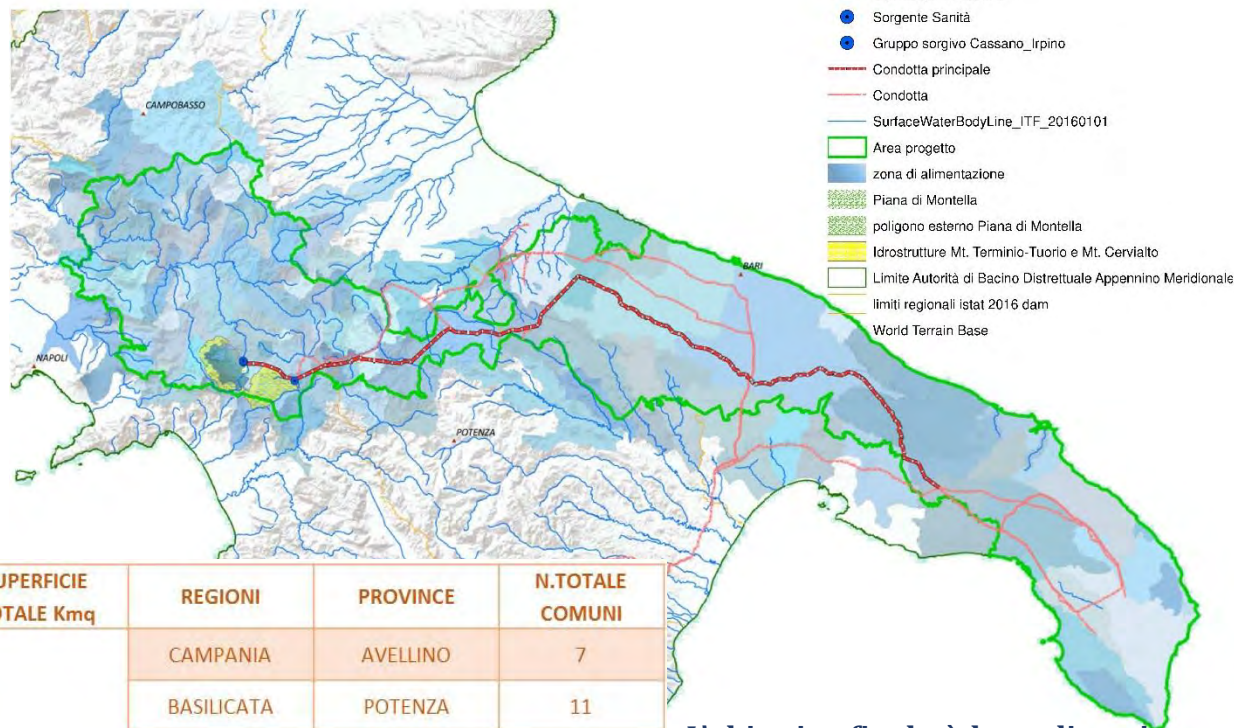 Sorgente Sanità
Gruppo sorgivo Cassano_Irpino
Condotta principale
Condotta
SurfaceWaterBodyLine_ITF_20160101
Area progetto
zona di alimentazione
Piana di Montella
poligono esterno Piana di Montella
Idrostrutture Mt. Terminio-Tuorio e Mt. Cervialto
Limite Autorità di Bacino Distrettuale Appennino Meridionale
limiti regionali istat 2016 dam
World Terrain Base
CAMPOBASSO
BARI
NAPOLI
POTENZA
UPERFICIE REGIONI PROVINCE N.TOTALE
OTALE Kmq COMUNI
CAMPANIA AVELLINO 7
BASILICATA POTENZA 11